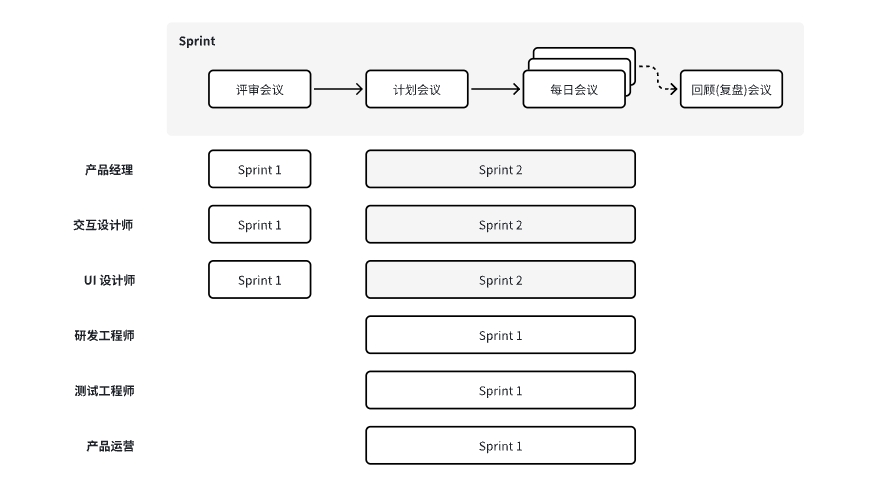 Sprint
评审会议
计划会议
每日会议
回顾(复盘)会议
产品经理
Sprint 1
Sprint 2
交互设计师
Sprint 1
Sprint 2
UI 设计师
Sprint 1
Sprint 2
研发工程师
Sprint 1
测试工程师
Sprint 1
产品运营
Sprint 1